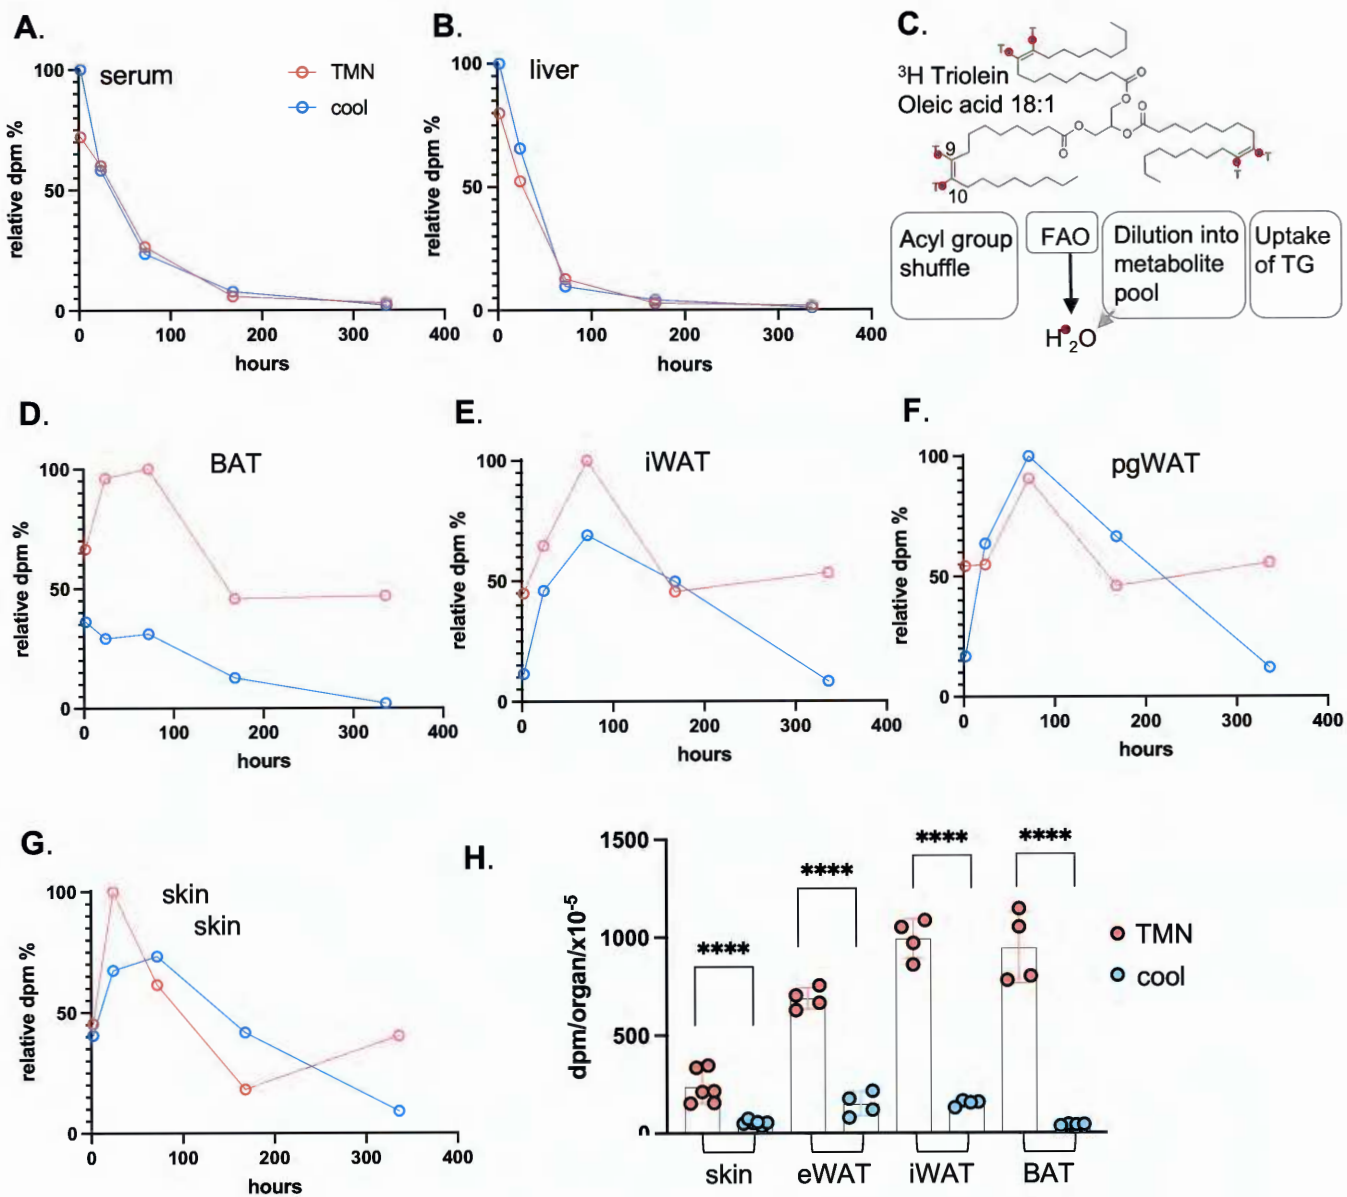 A.
serum
TMN
cool
relative dpm %
100
50
0
0 100 200 300 400
hours
B.
liver
relative dpm %
100
50
0
0 100 200 300 400
hours
C.
³H Triolein
Oleic acid 18:1
T
T
O
O
O
O
O
O
T 9
T 10
T
T
Acyl group
shuffle
FAO
Dilution into
metabolite
pool
Uptake
of TG
H₂O
D.
BAT
relative dpm %
100
50
0
0 100 200 300 400
hours
E.
iWAT
relative dpm %
100
50
0
0 100 200 300 400
hours
F.
pgWAT
relative dpm %
100
50
0
0 100 200 300 400
hours
G.
skin
skin
relative dpm %
100
50
0
0 100 200 300 400
hours
H.
dpm/organ/x10⁻⁵
1500
1000
500
0
****
****
****
****
TMN
cool
skin eWAT iWAT BAT